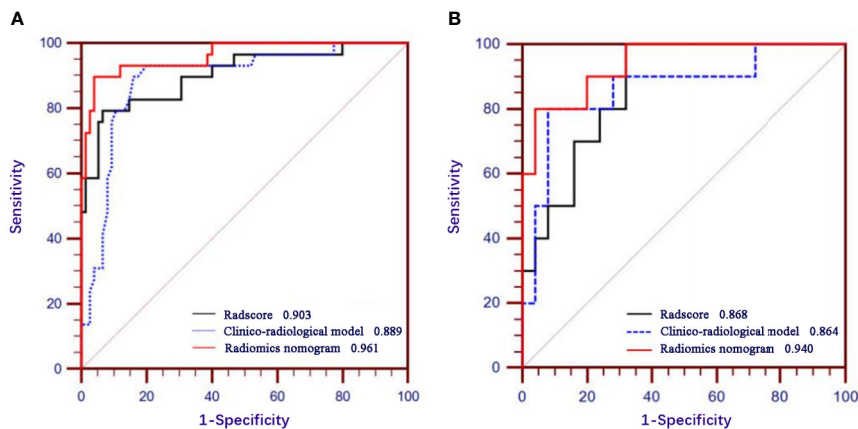 A
Sensitivity
100
80
60
40
20
0
Radscore 0.903
Clinico-radiological model 0.889
Radiomics nomogram 0.961
0 20 40 60 80 100
1-Specificity
B
Sensitivity
100
80
60
40
20
0
Radscore 0.868
Clinico-radiological model 0.864
Radiomics nomogram 0.940
0 20 40 60 80 100
1-Specificity